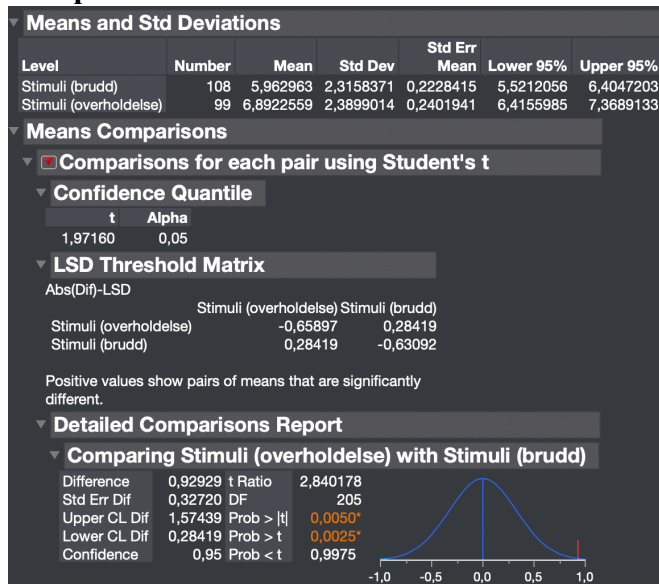 Means and Std Deviations
Std Err
Level Number Mean Std Dev Mean Lower 95% Upper 95%
Stimuli (brudd) 108 5,962963 2,3158371 0,2228415 5,5212056 6,4047203
Stimuli (overholdelse) 99 6,8922559 2,3899014 0,2401941 6,4155985 7,3689133
Means Comparisons
Comparisons for each pair using Student's t
Confidence Quantile
t Alpha
1,97160 0,05
LSD Threshold Matrix
Abs(Dif)-LSD
Stimuli (overholdelse) Stimuli (brudd)
Stimuli (overholdelse) -0,65897 0,28419
Stimuli (brudd) 0,28419 -0,63092
Positive values show pairs of means that are significantly
different.
Detailed Comparisons Report
Comparing Stimuli (overholdelse) with Stimuli (brudd)
Difference 0,92929 t Ratio 2,840178
Std Err Dif 0,32720 DF 205
Upper CL Dif 1,57439 Prob > |t| 0,0050*
Lower CL Dif 0,28419 Prob > t 0,0025*
Confidence 0,95 Prob < t 0,9975
-1,0 -0,5 0,0 0,5 1,0